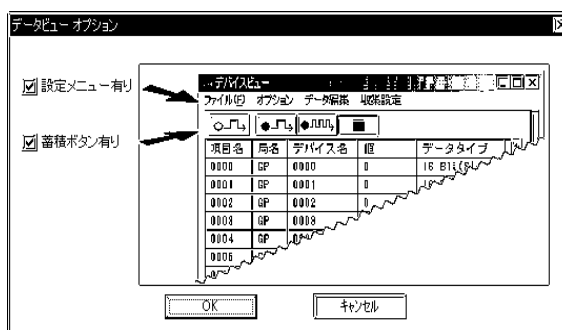 データビュー オプション
設定メニュー有り
蓄積ボタン有り
デバイスビュー
ファイル(F) オプション データ編集 収集設定
項目名 局名 デバイス名 値 データタイプ
0000 GP 0000 0 16 Bit
0001 GP 0001 0 16
0002 GP 0002 0
0003 GP 0003
0004 GP
0005 GP
OK キャンセル